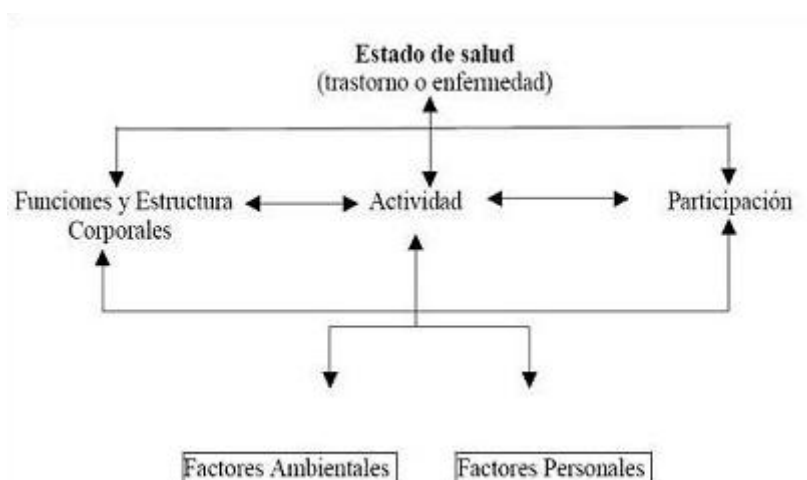 Estado de salud
(trastorno o enfermedad)
Funciones y Estructura
Corporales
Actividad
Participación
Factores Ambientales
Factores Personales